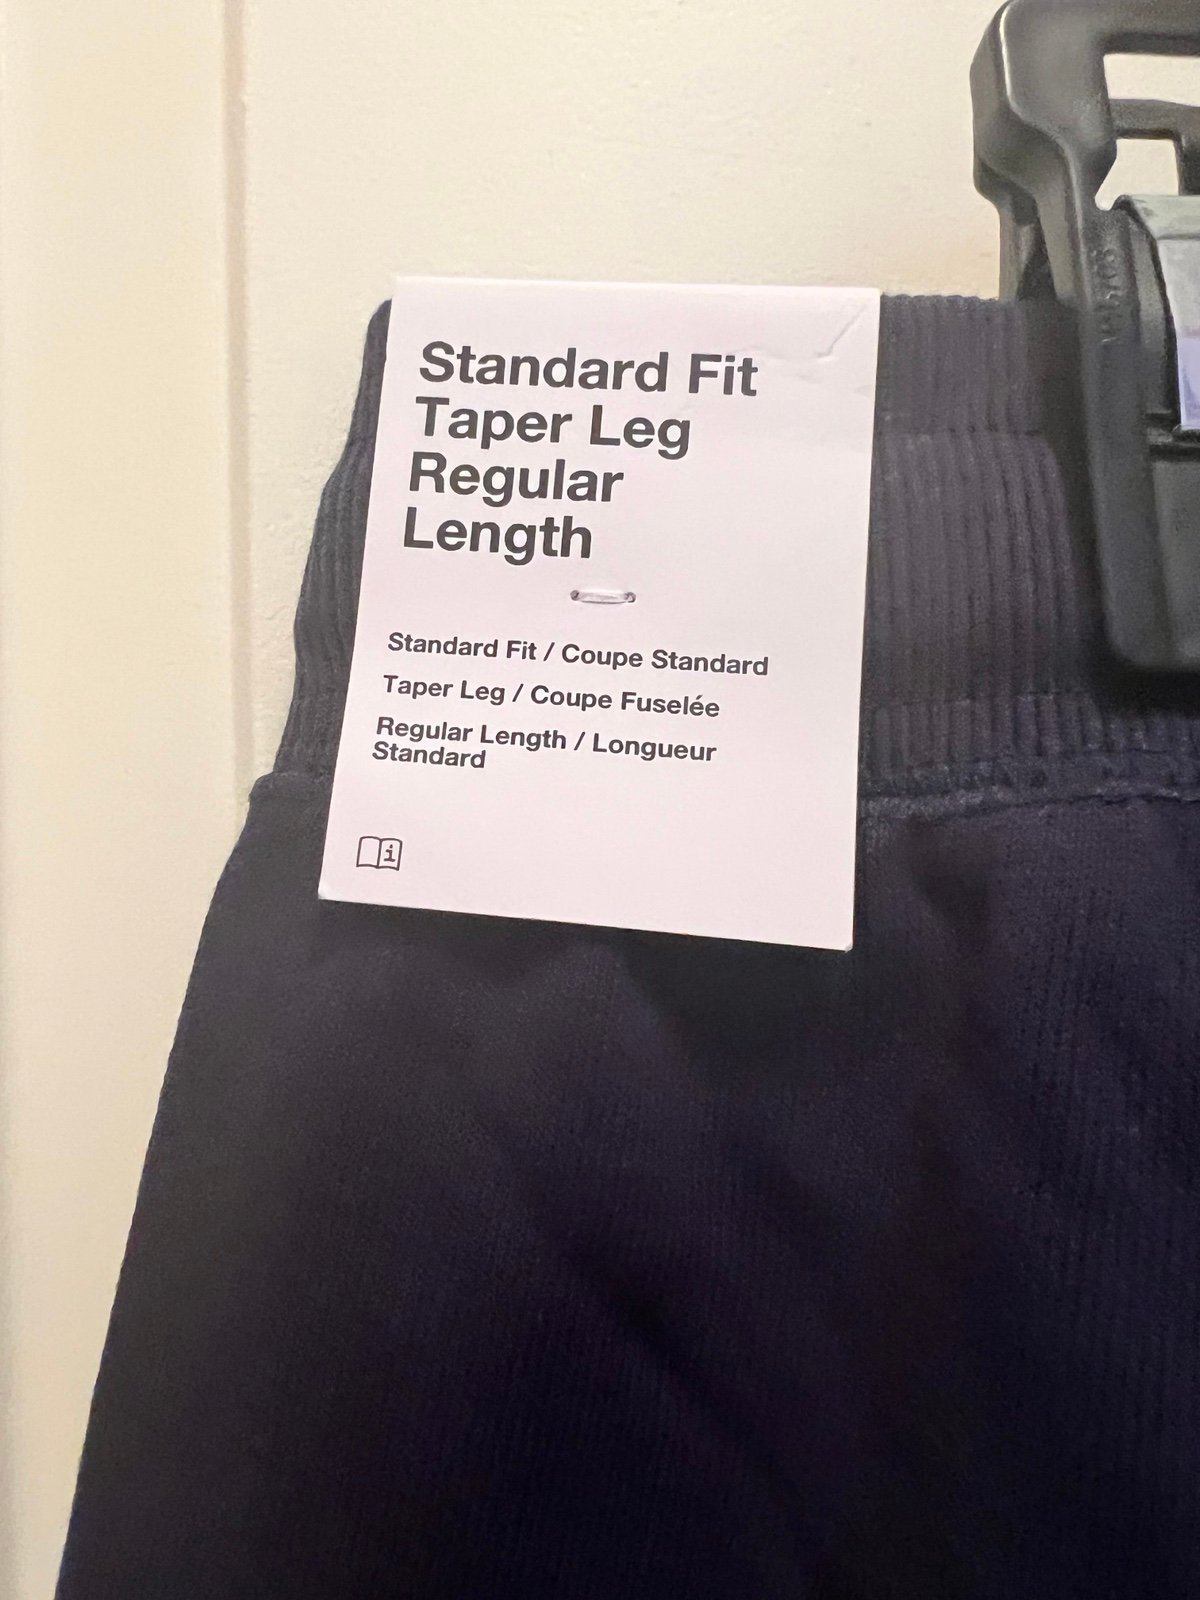 Standard Fit
Taper Leg
Regular
Length
Standard Fit / Coupe Standard
Taper Leg / Coupe Fuselée
Regular Length / Longueur
Standard
i